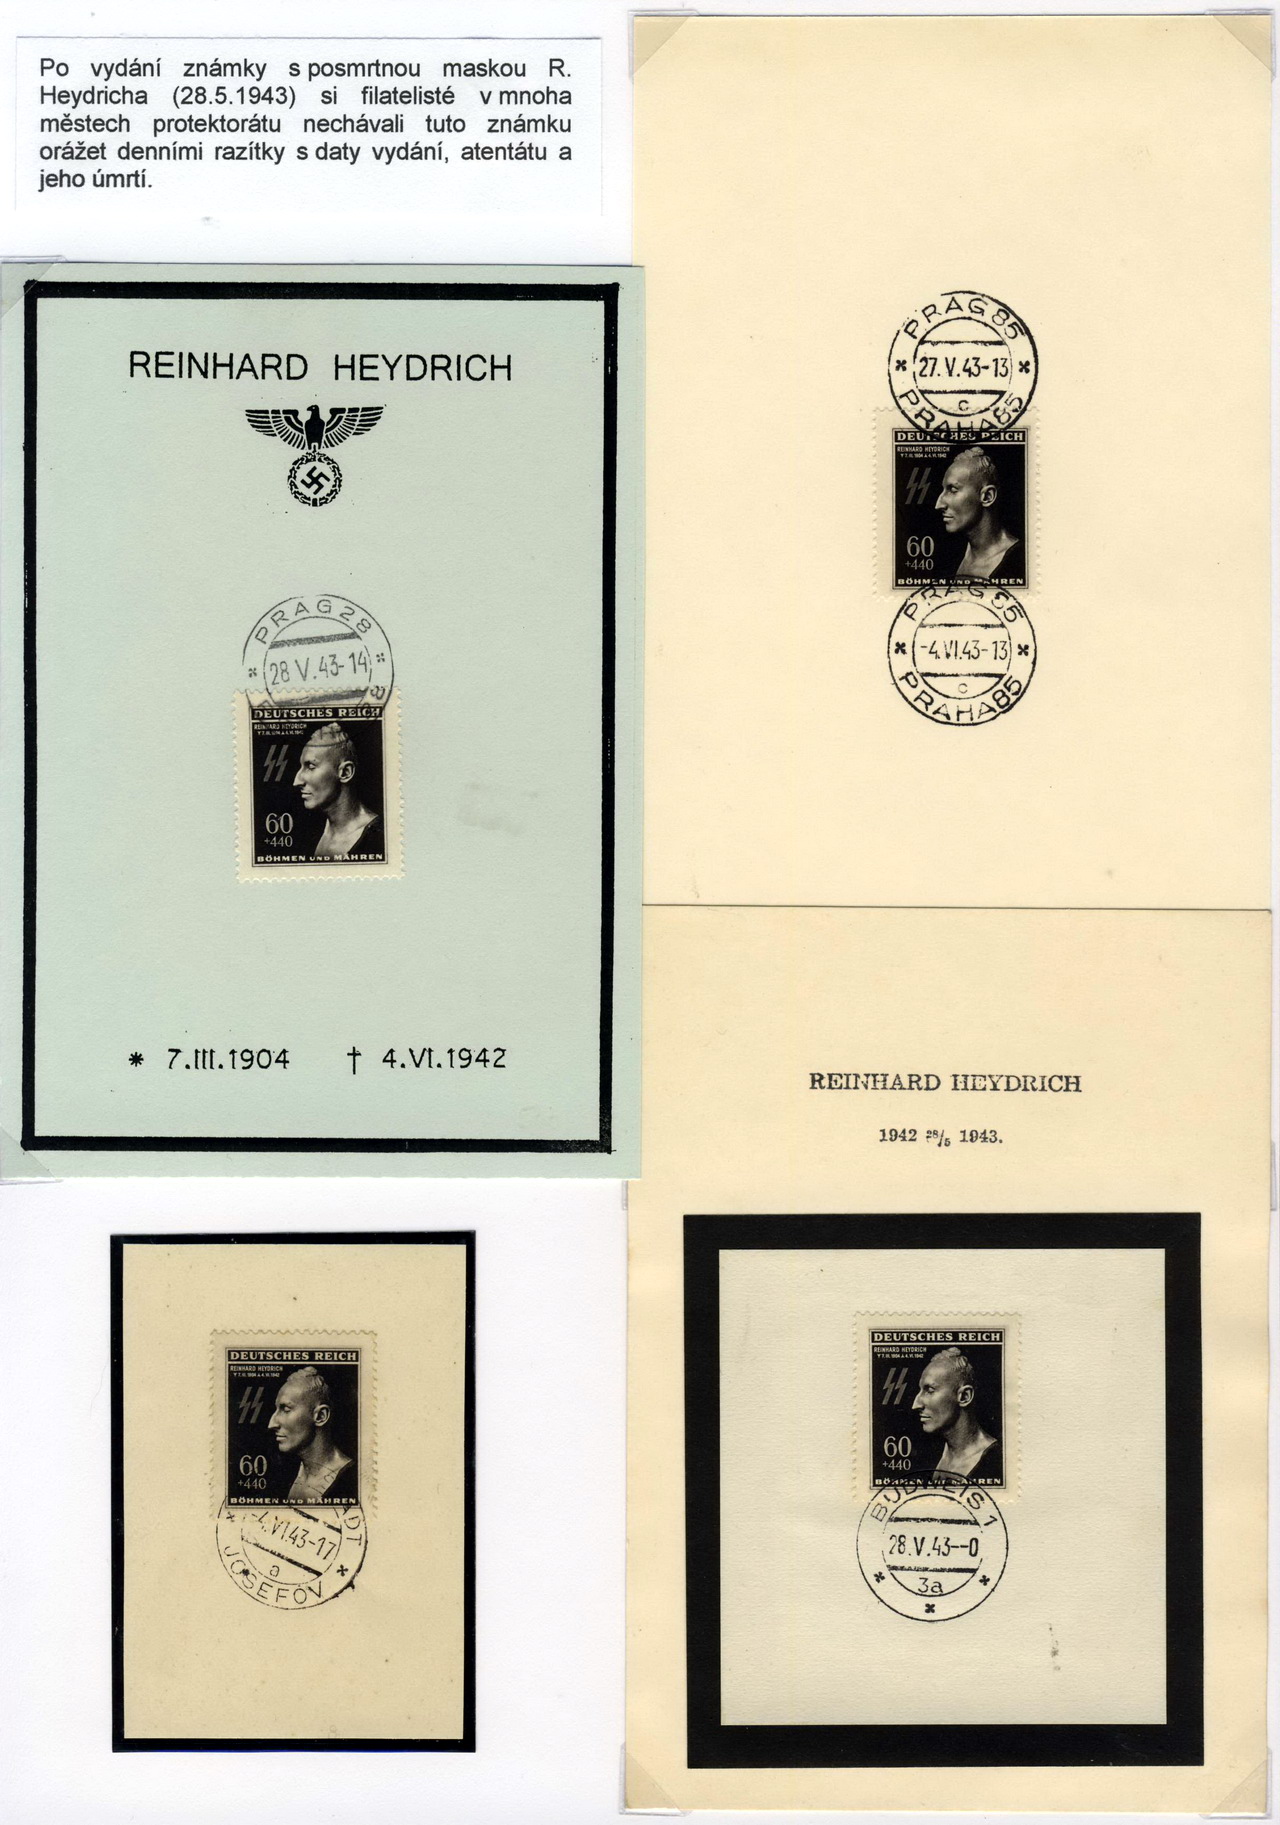 Po vydání známky s posmrtnou maskou R.
Heydricha (28.5.1943) si filatelisté v mnoha
městech protektorátu nechávali tuto známku
orážet denními razítky s daty vydání, atentátu a
jeho úmrtí.
REINHARD HEYDRICH
PRAG 28
28 V. 43-14
DEUTSCHES REICH
REINHARD HEYDRICH
60
+440
BÖHMEN UND MÄHREN
* 7.III.1904 † 4.VI.1942
PRAG 85
27. V. 43-13
c
PRAHA 85
DEUTSCHES REICH
REINHARD HEYDRICH
60
+440
BÖHMEN UND MÄHREN
PRAG 85
-4. VI. 43-13
c
PRAHA 85
DEUTSCHES REICH
REINHARD HEYDRICH
60
+440
BÖHMEN UND MÄHREN
-4. VI. 43-17
a
JOSEFOV
REINHARD HEYDRICH
1942 28/5 1943.
DEUTSCHES REICH
REINHARD HEYDRICH
60
+440
BÖHMEN UND MÄHREN
BUDWEIS 1
28. V. 43--0
3a